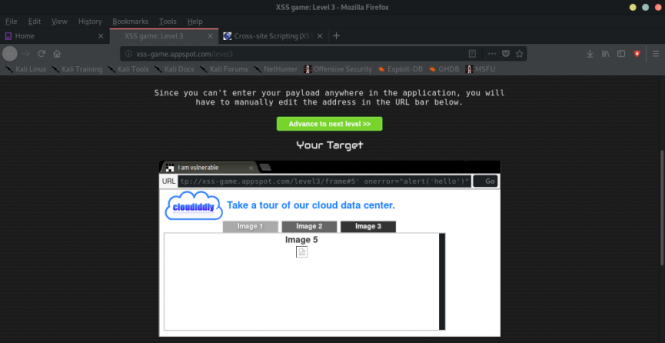 XSS game: Level 3 - Mozilla Firefox
File Edit View History Bookmarks Tools Help
Home XSS game: Level 3 Cross-site Scripting (XS
xss-game.appspot.com/level3
Kali Linux Kali Training Kali Tools Kali Docs Kali Forums NetHunter Offensive Security Exploit-DB GHDB MSFU
Since you can't enter your payload anywhere in the application, you will
have to manually edit the address in the URL bar below.
Advance to next level >>
Your Target
I am vulnerable
URL tp://xss-game.appspot.com/level3/frame#5' onerror="alert('hello')" Go
cloudiddly Take a tour of our cloud data center.
Image 1 Image 2 Image 3
Image 5